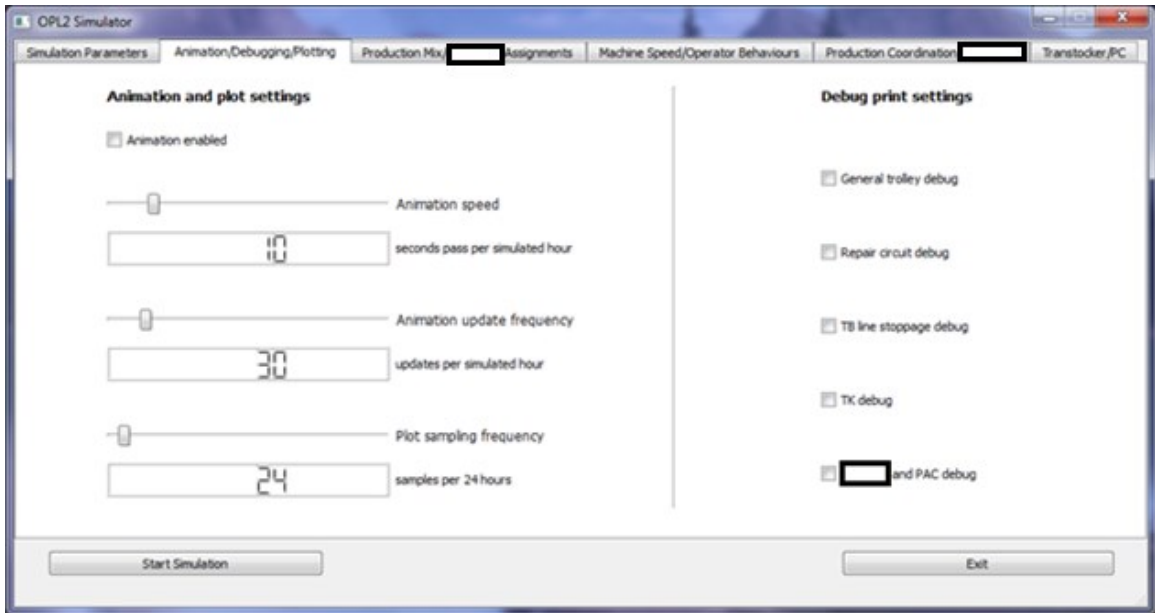 OPL2 Simulator
Simulation Parameters Animation/Debugging/Plotting Production Mix/ Assignments Machine Speed/Operator Behaviours Production Coordination Transtocker/PC
Animation and plot settings
Animation enabled
Animation speed
10 seconds pass per simulated hour
Animation update frequency
30 updates per simulated hour
Plot sampling frequency
24 samples per 24 hours
Debug print settings
General trolley debug
Repair circuit debug
TB line stoppage debug
TK debug
and PAC debug
Start Simulation Exit